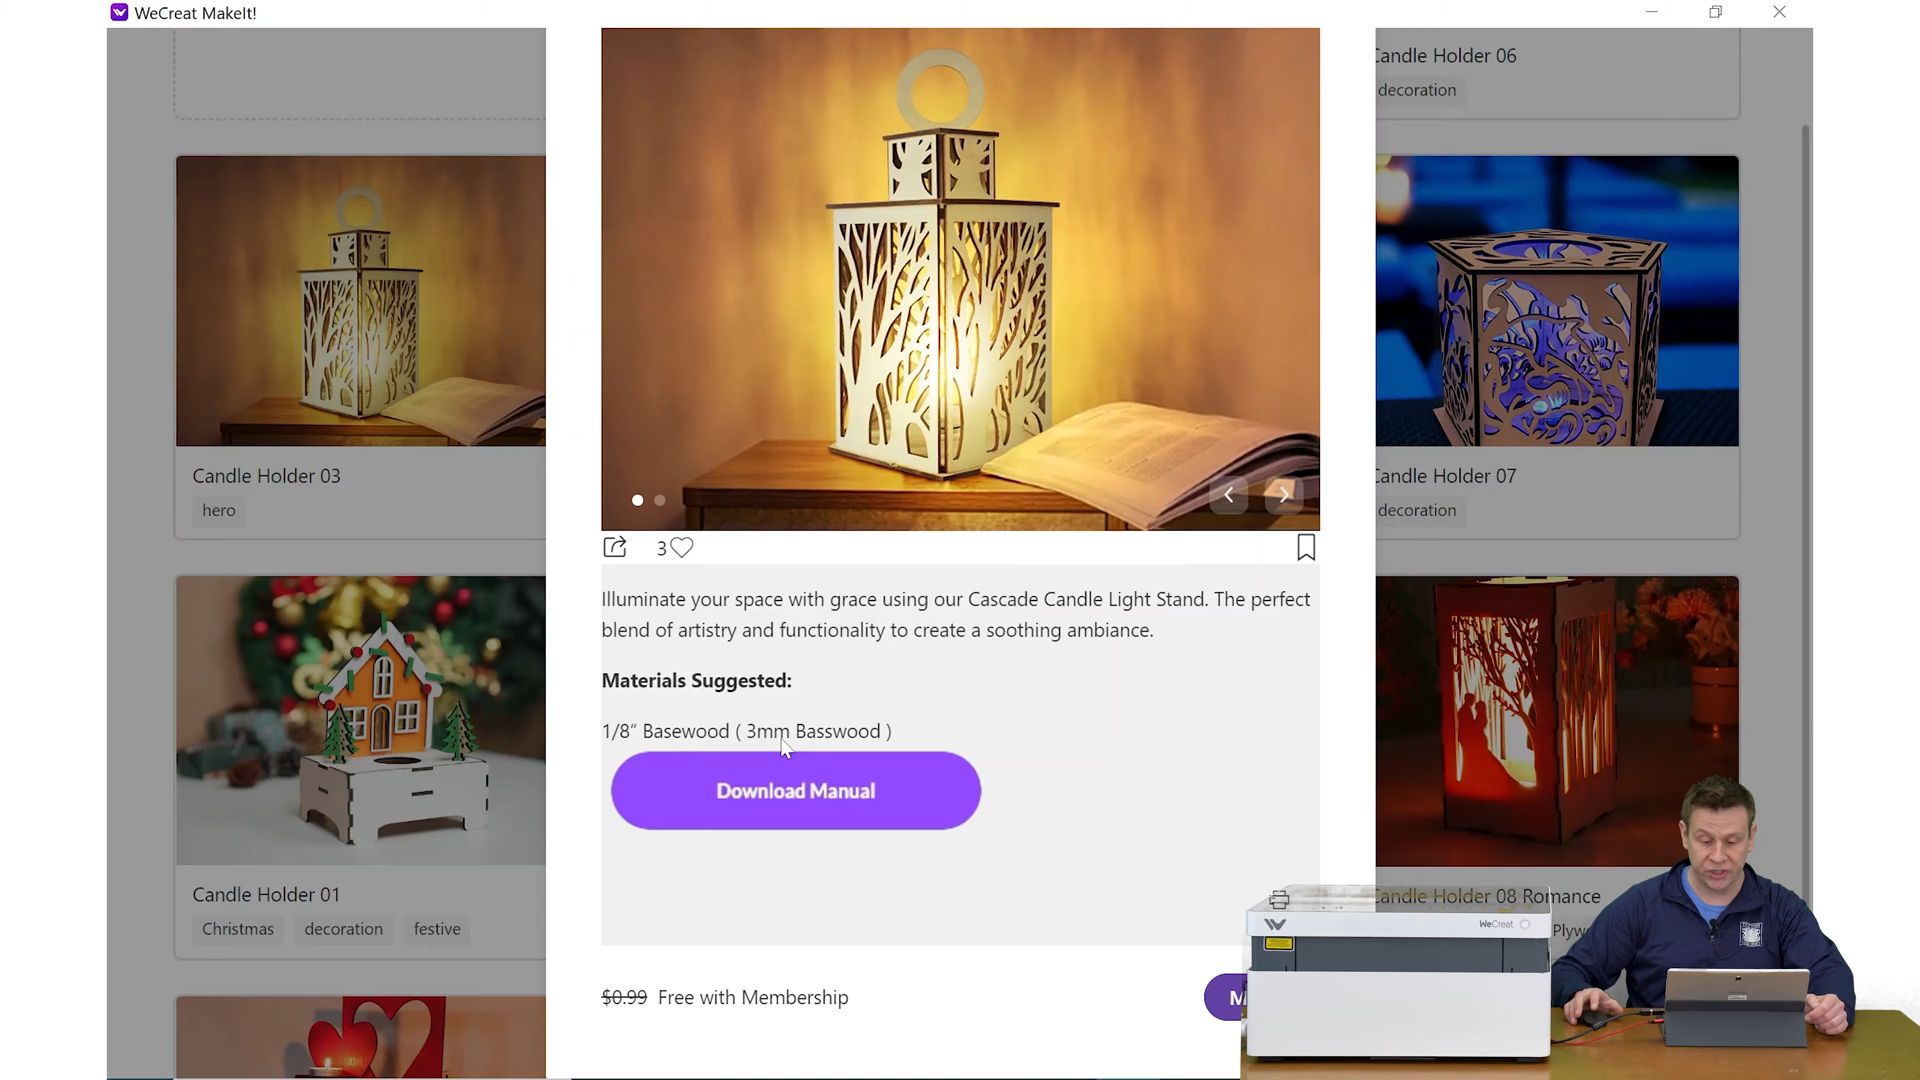 WeCreat MakeIt!
Candle Holder 06
decoration
Candle Holder 03
hero
Candle Holder 07
decoration
3
Illuminate your space with grace using our Cascade Candle Light Stand. The perfect
blend of artistry and functionality to create a soothing ambiance.
Materials Suggested:
1/8“ Basewood ( 3mm Basswood )
Download Manual
Candle Holder 01
Christmas
decoration
festive
Candle Holder 08 Romance
WeCreat
$0.99 Free with Membership